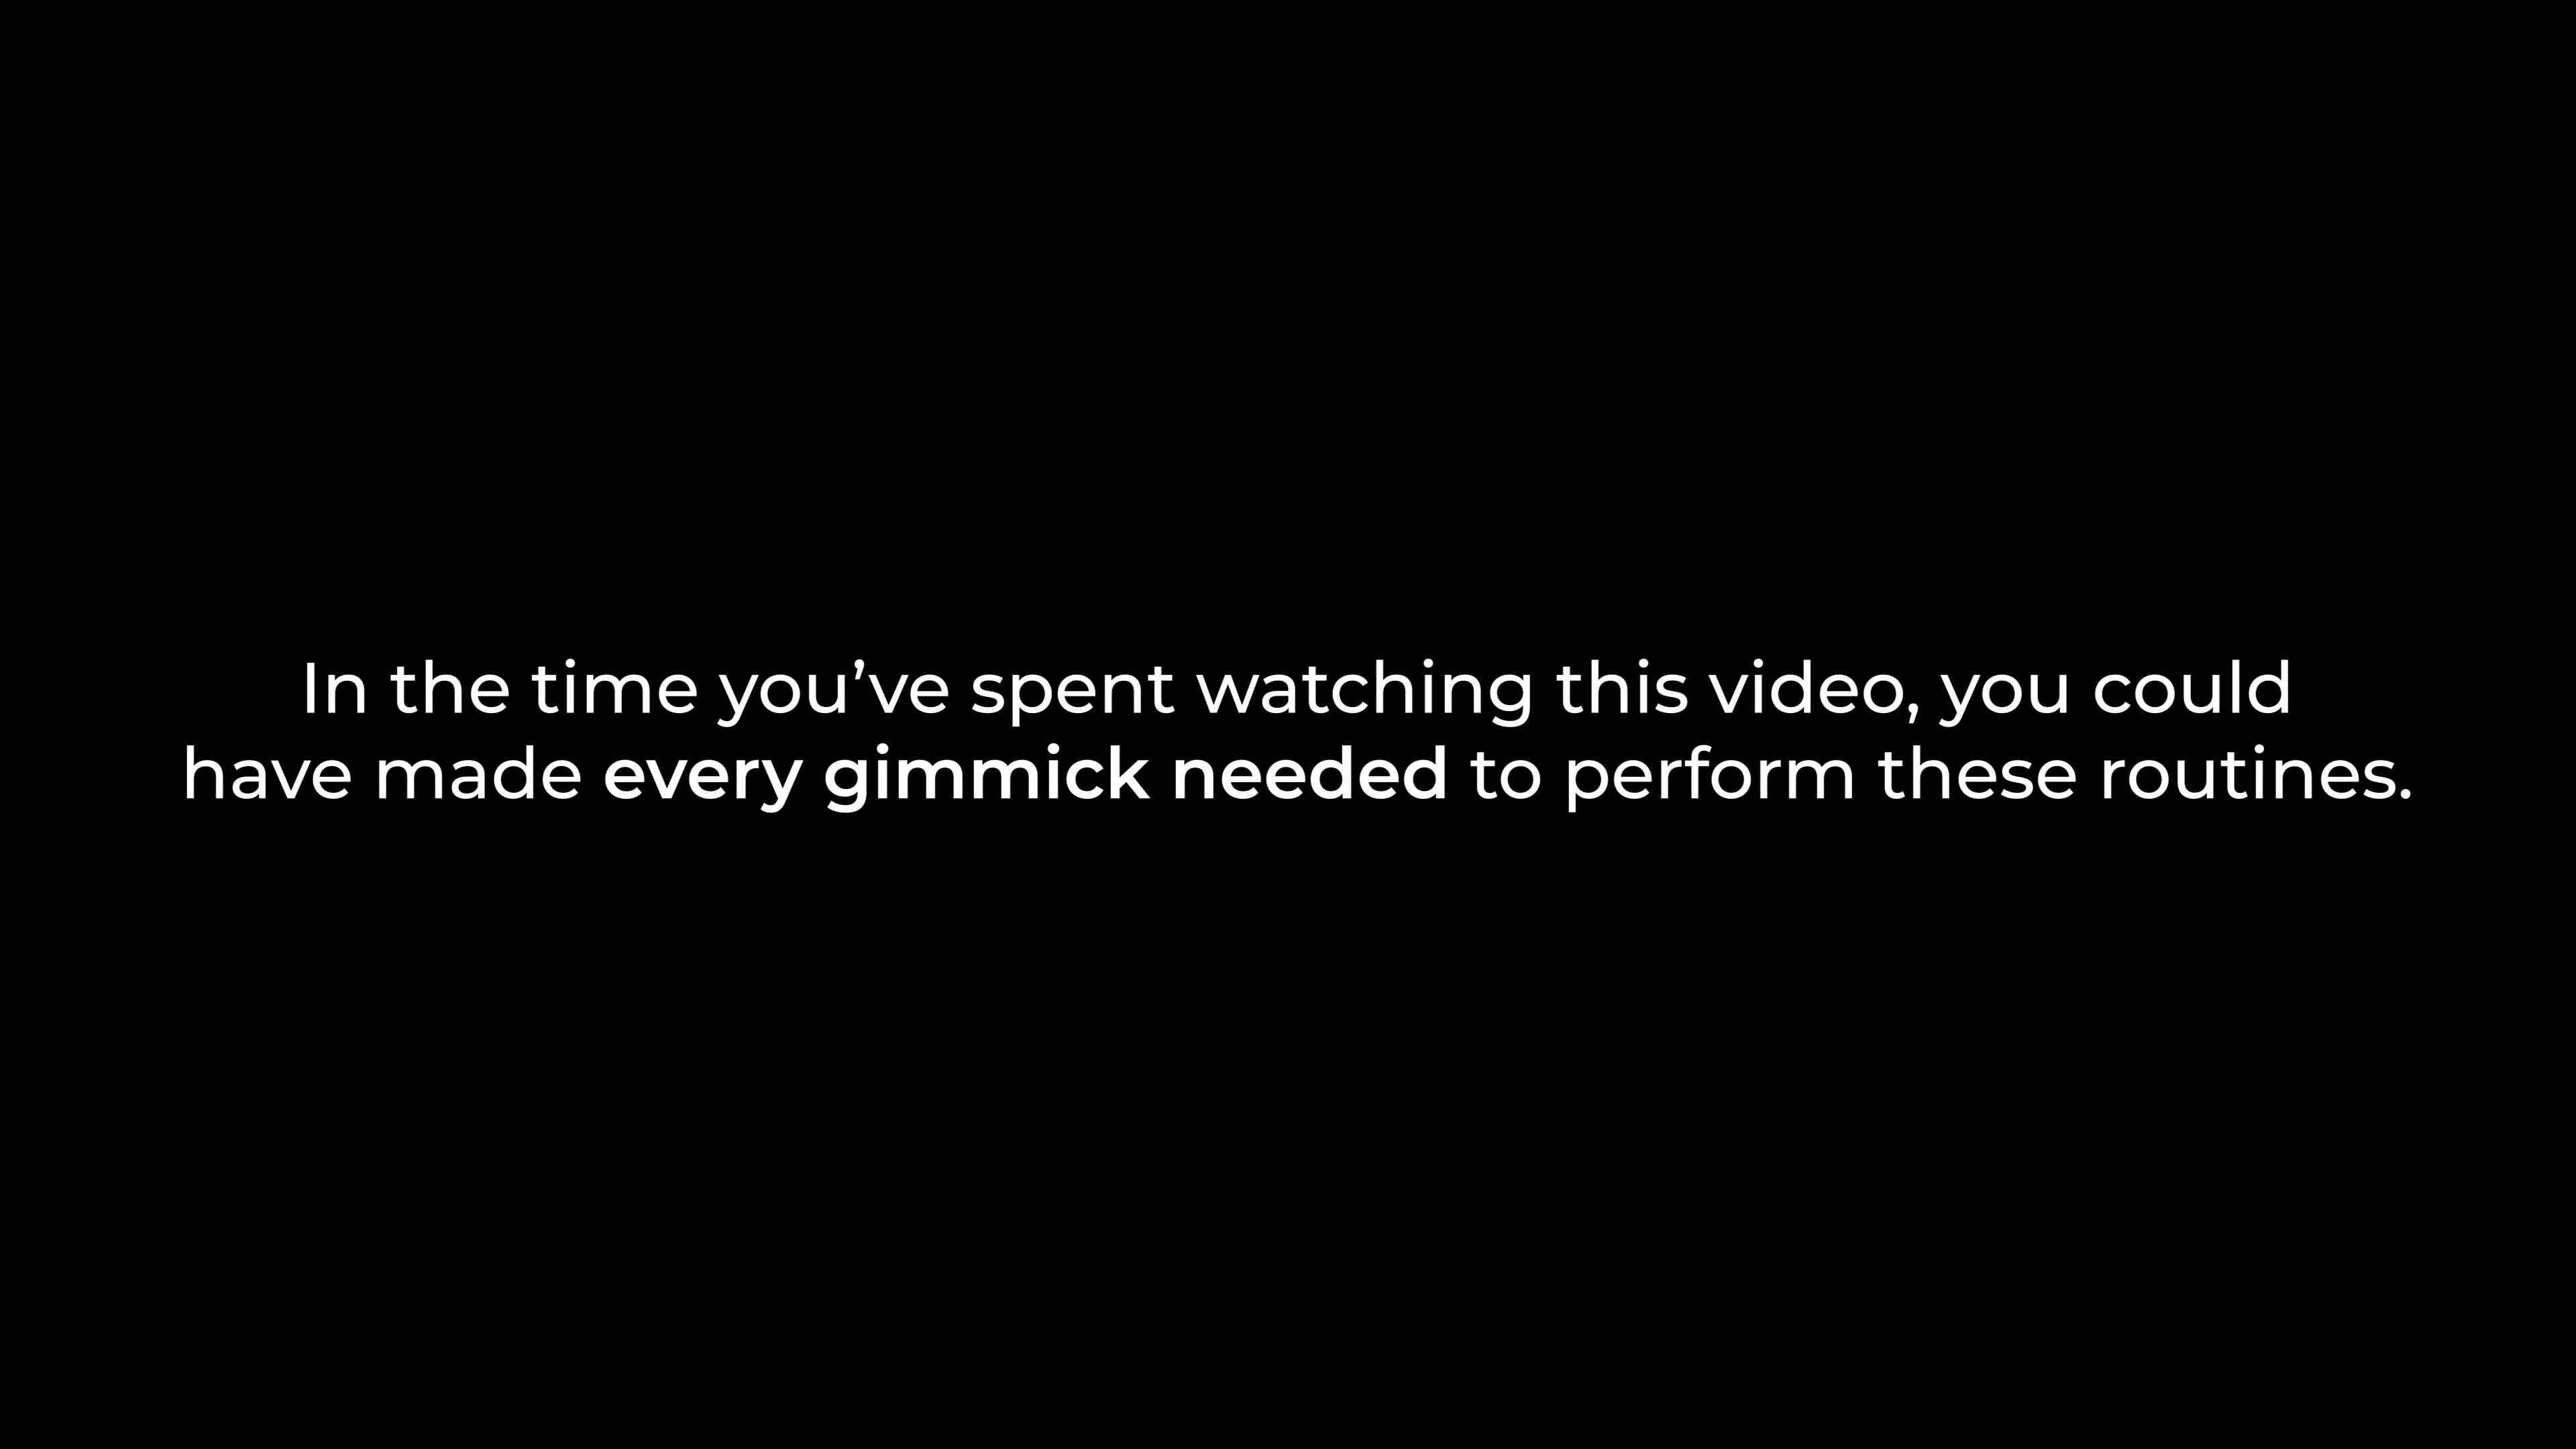 In the time you’ve spent watching this video, you could
have made every gimmick needed to perform these routines.